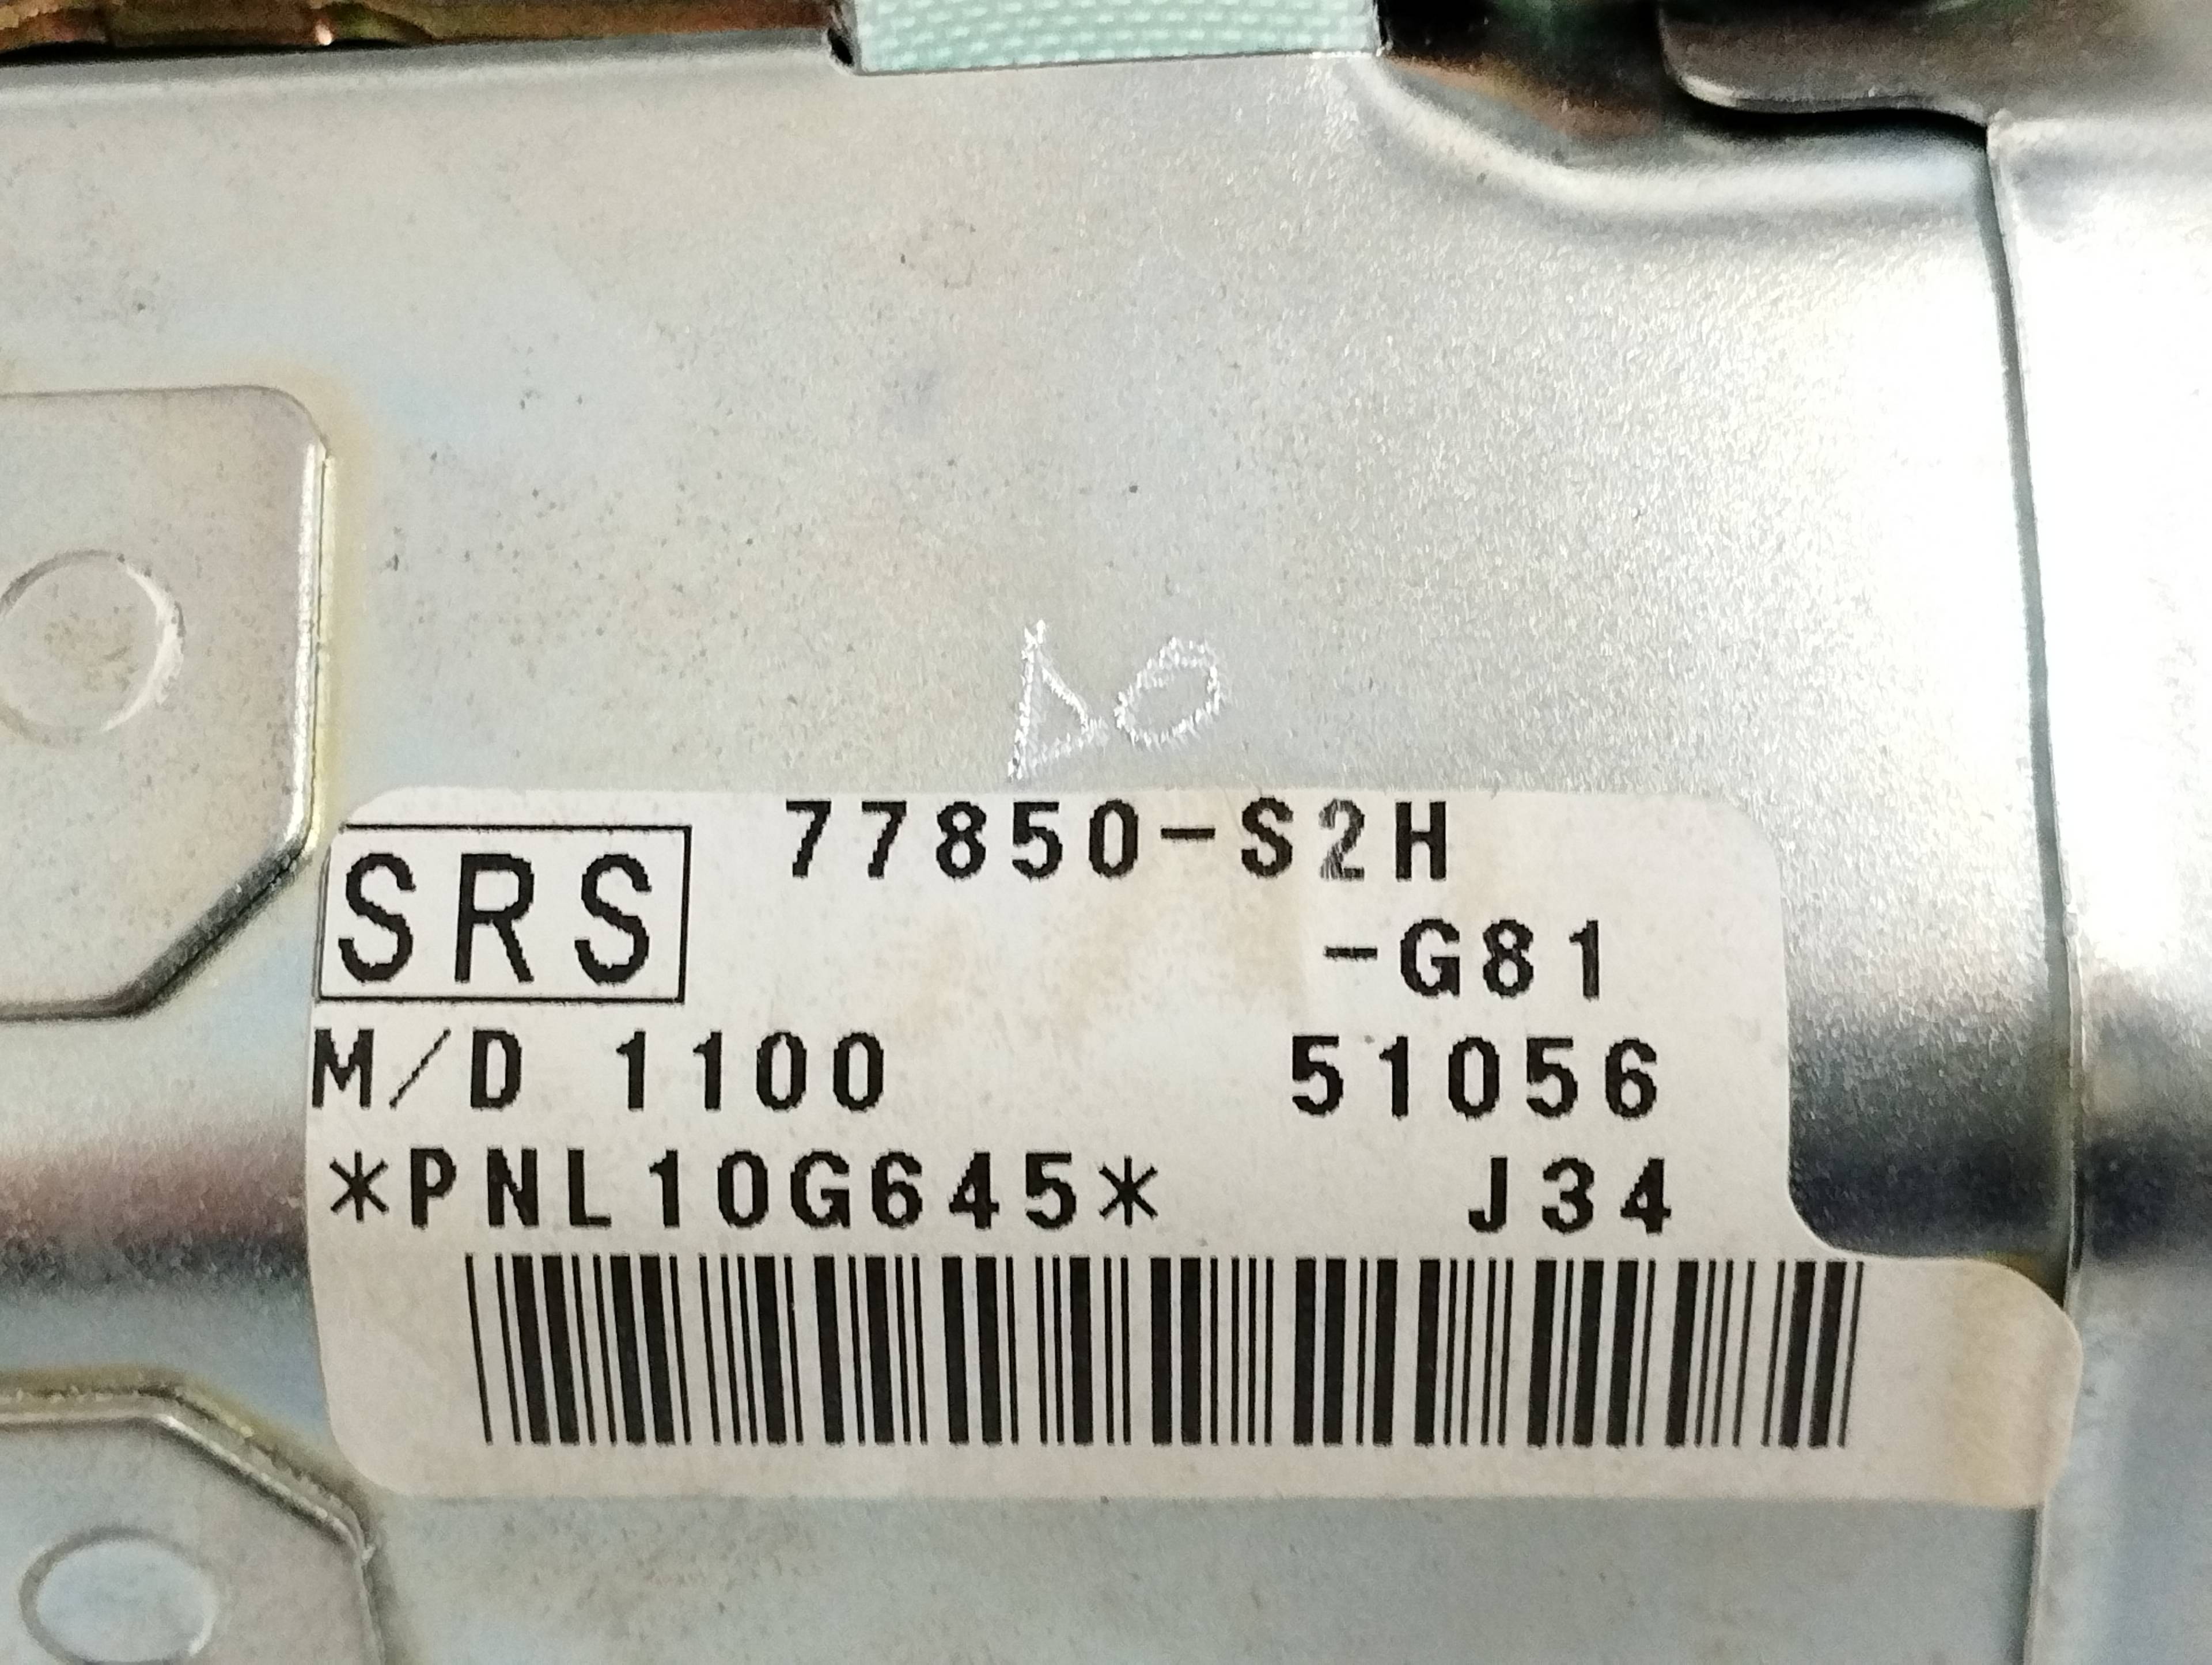 77850-S2H
SRS
-G81
M/D 1100 51056
*PNL10G645* J34